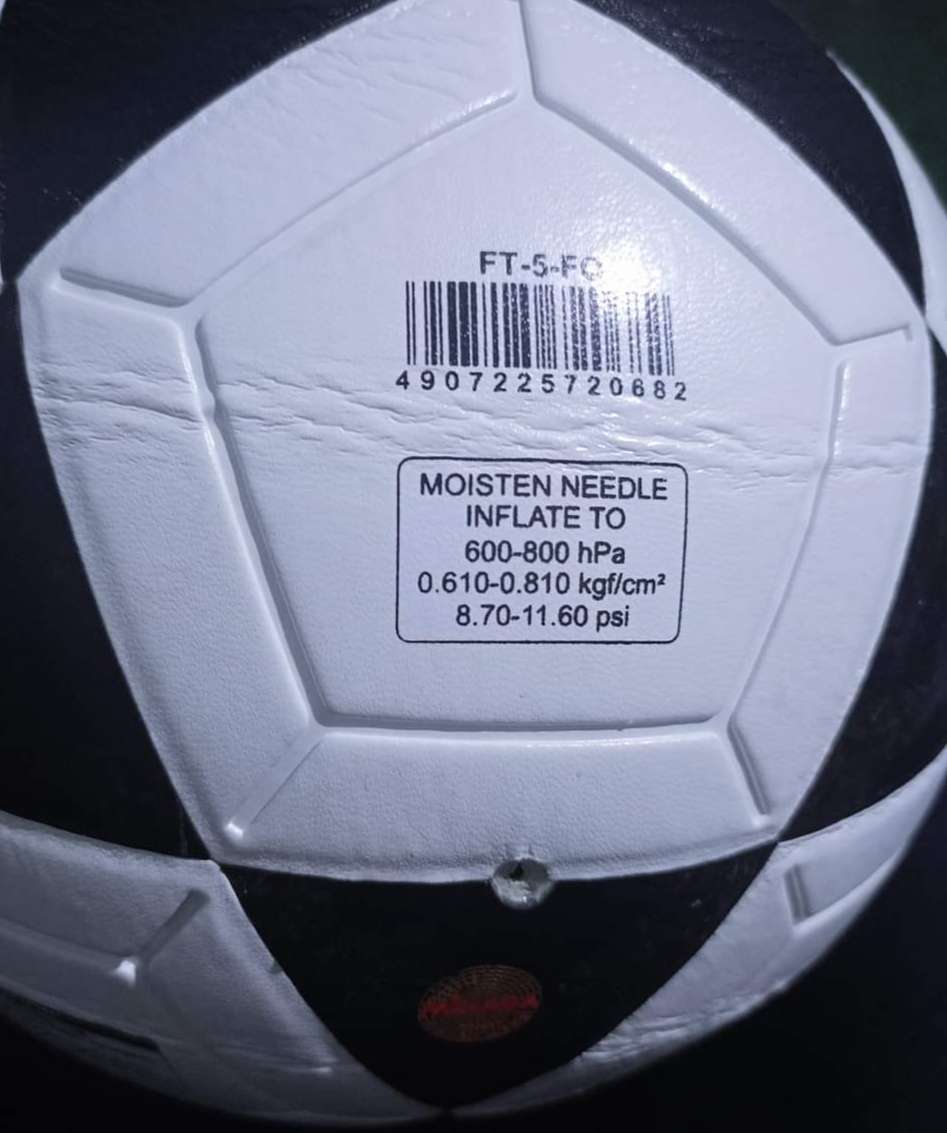 FT-5-FQ
4907225720682
MOISTEN NEEDLE
INFLATE TO
600-800 hPa
0.610-0.810 kgf/cm²
8.70-11.60 psi